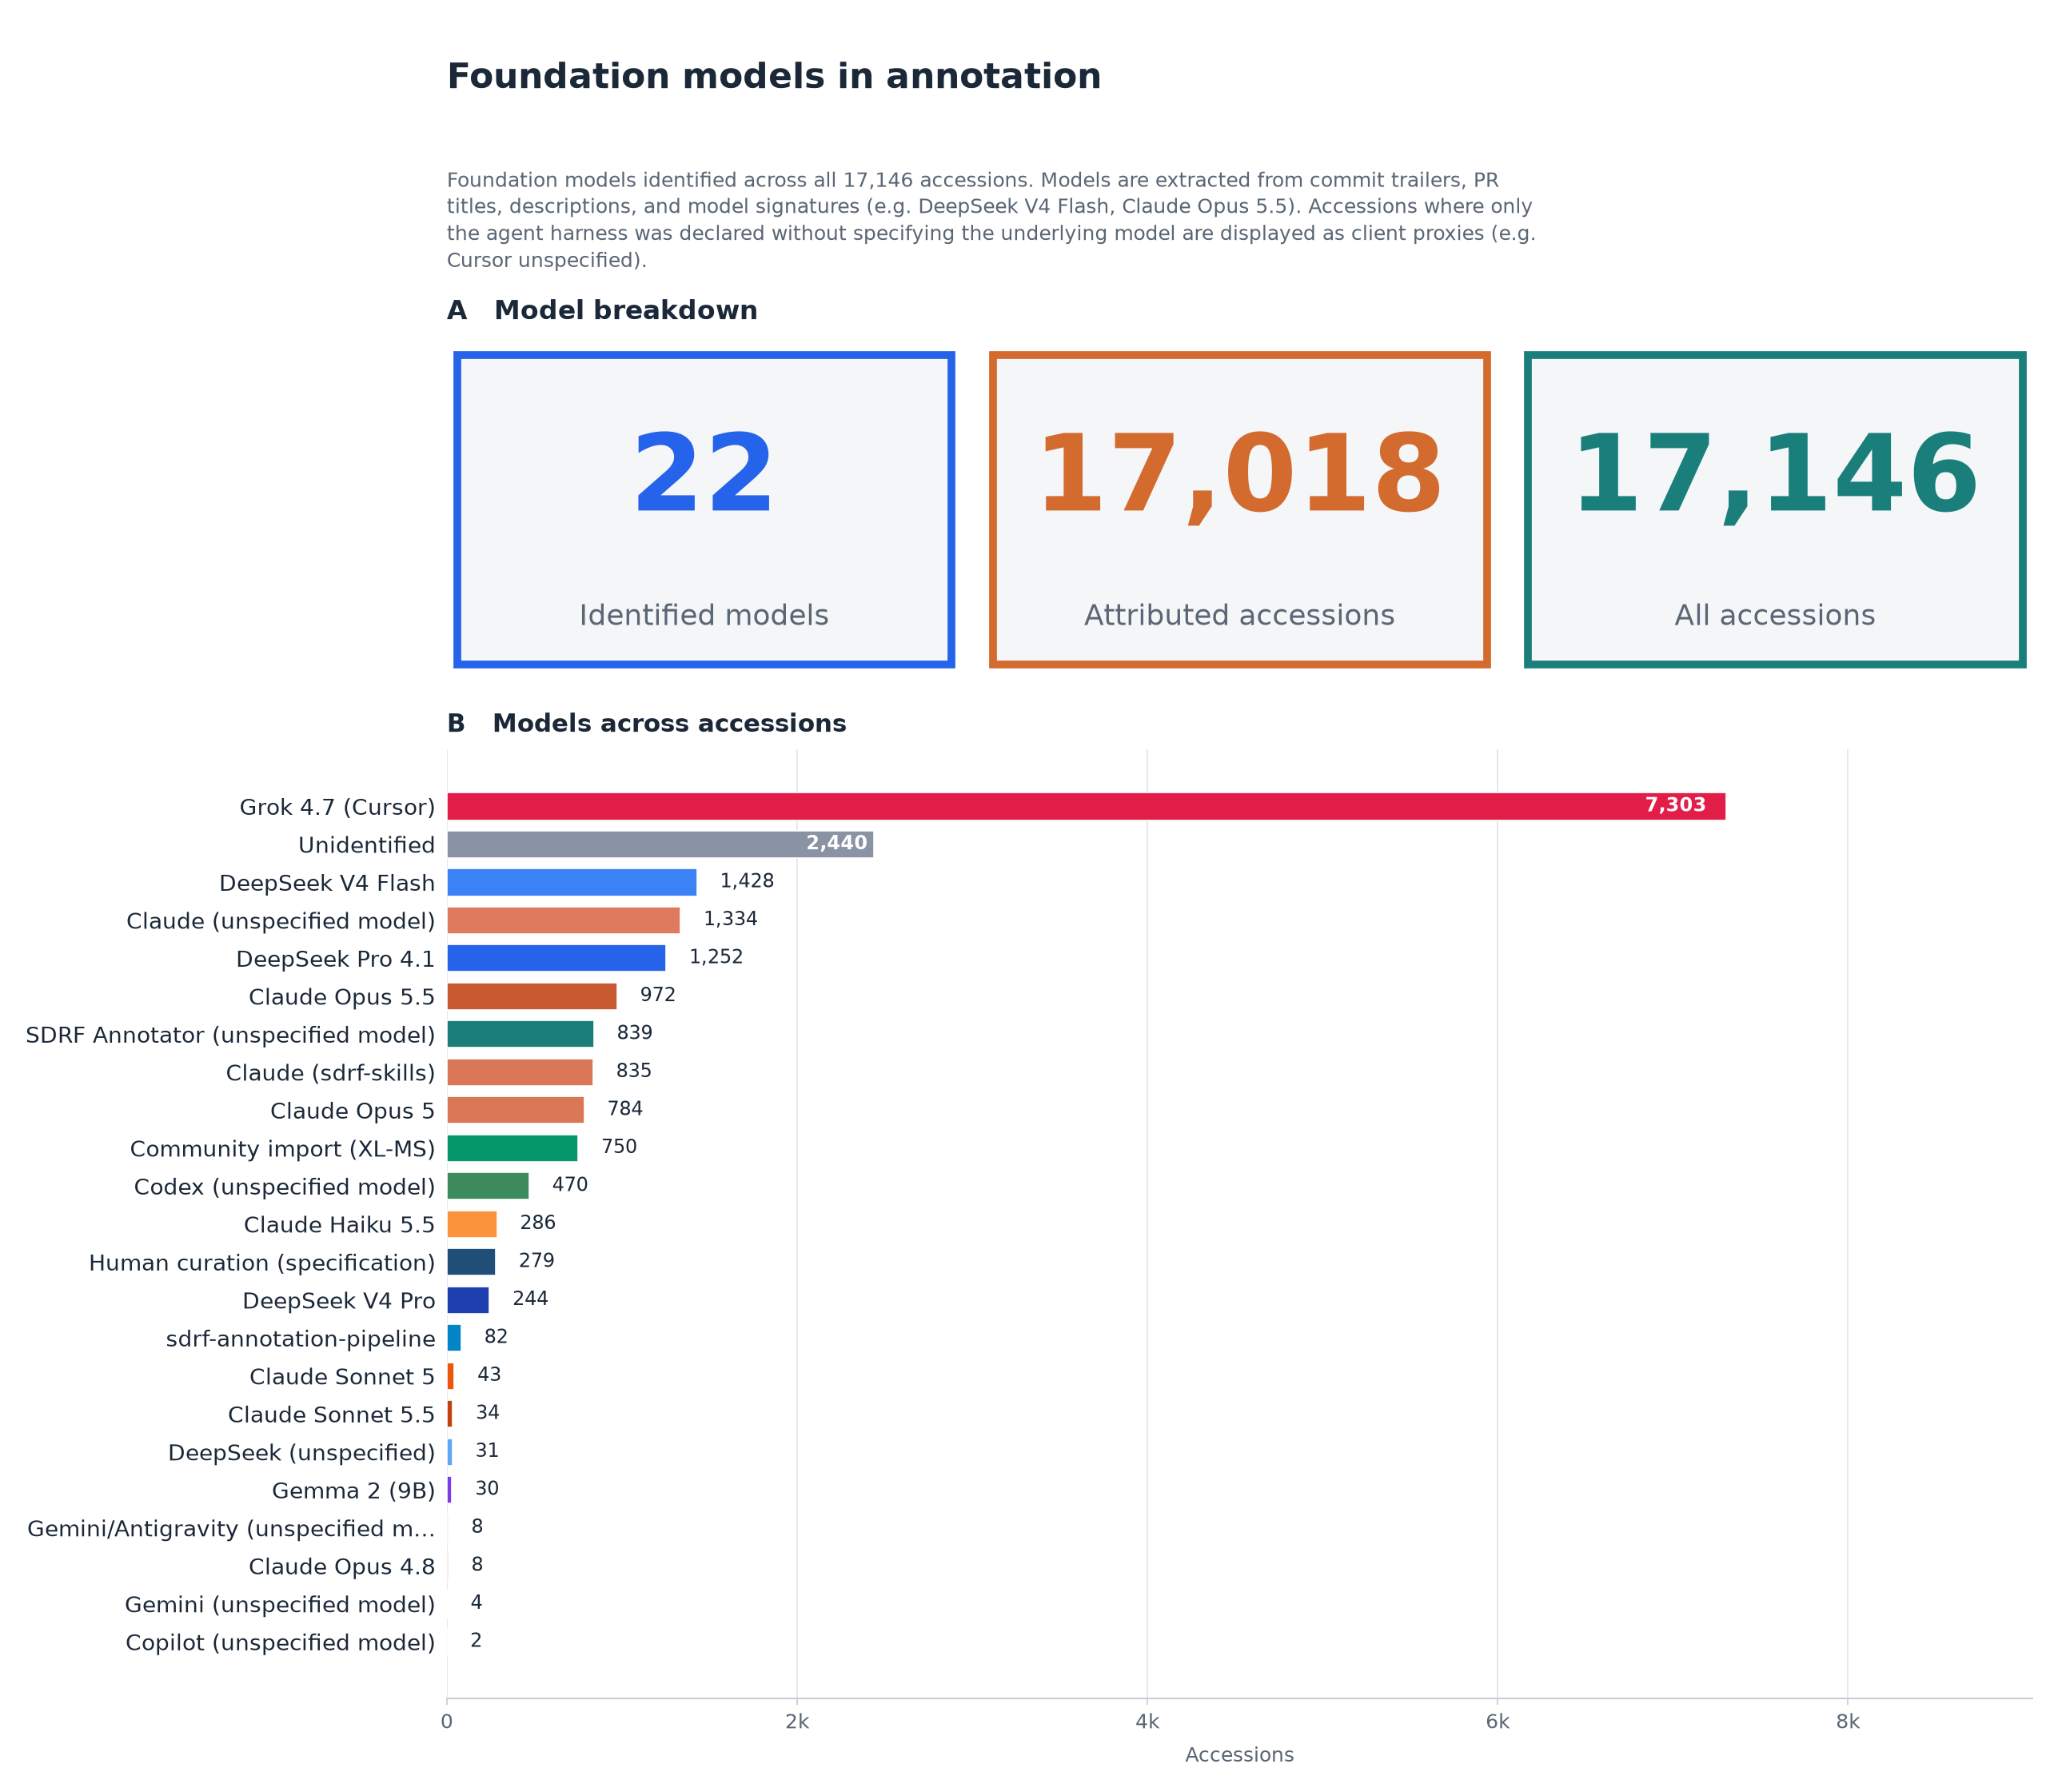 Foundation models in annotation
Foundation models identified across all 17,146 accessions. Models are extracted from commit trailers, PR
titles, descriptions, and model signatures (e.g. DeepSeek V4 Flash, Claude Opus 5.5). Accessions where only
the agent harness was declared without specifying the underlying model are displayed as client proxies (e.g.
Cursor unspecified).
A Model breakdown
22
Identified models
17,018
Attributed accessions
17,146
All accessions
B Models across accessions
Grok 4.7 (Cursor) 7,303
Unidentified 2,440
DeepSeek V4 Flash 1,428
Claude (unspecified model) 1,334
DeepSeek Pro 4.1 1,252
Claude Opus 5.5 972
SDRF Annotator (unspecified model) 839
Claude (sdrf-skills) 835
Claude Opus 5 784
Community import (XL-MS) 750
Codex (unspecified model) 470
Claude Haiku 5.5 286
Human curation (specification) 279
DeepSeek V4 Pro 244
sdrf-annotation-pipeline 82
Claude Sonnet 5 43
Claude Sonnet 5.5 34
DeepSeek (unspecified) 31
Gemma 2 (9B) 30
Gemini/Antigravity (unspecified m... 8
Claude Opus 4.8 8
Gemini (unspecified model) 4
Copilot (unspecified model) 2
0 2k 4k 6k 8k
Accessions